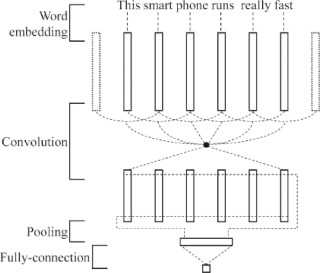 Word
embedding
This smart phone runs really fast
Convolution
Pooling
Fully-connection